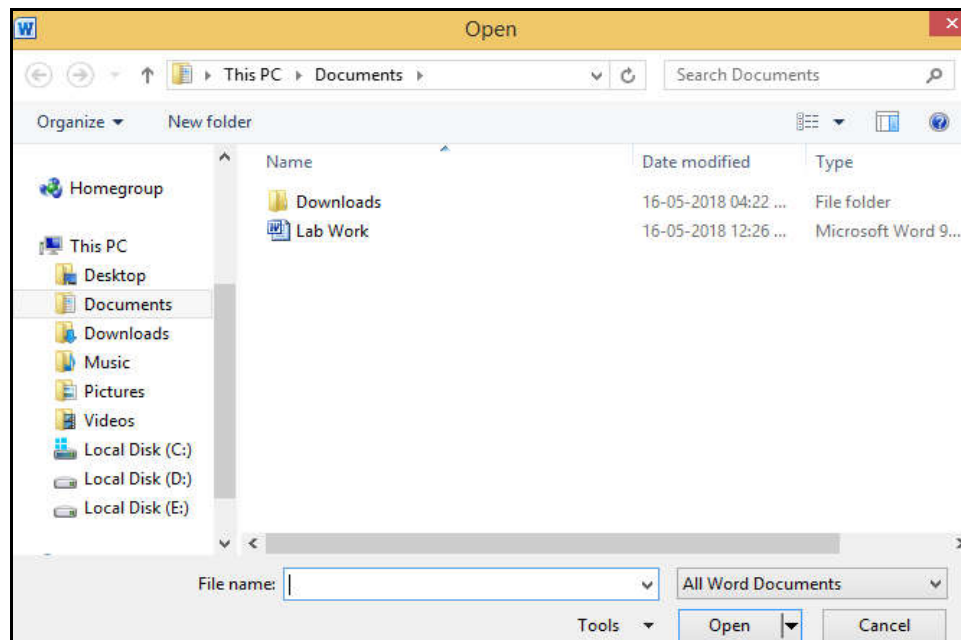 Open
This PC Documents
Search Documents
Organize
New folder
Name Date modified Type
Downloads 16-05-2018 04:22 ... File folder
Lab Work 16-05-2018 12:26 ... Microsoft Word 9...
Homegroup
This PC
Desktop
Documents
Downloads
Music
Pictures
Videos
Local Disk (C:)
Local Disk (D:)
Local Disk (E:)
File name:
All Word Documents
Tools
Open
Cancel